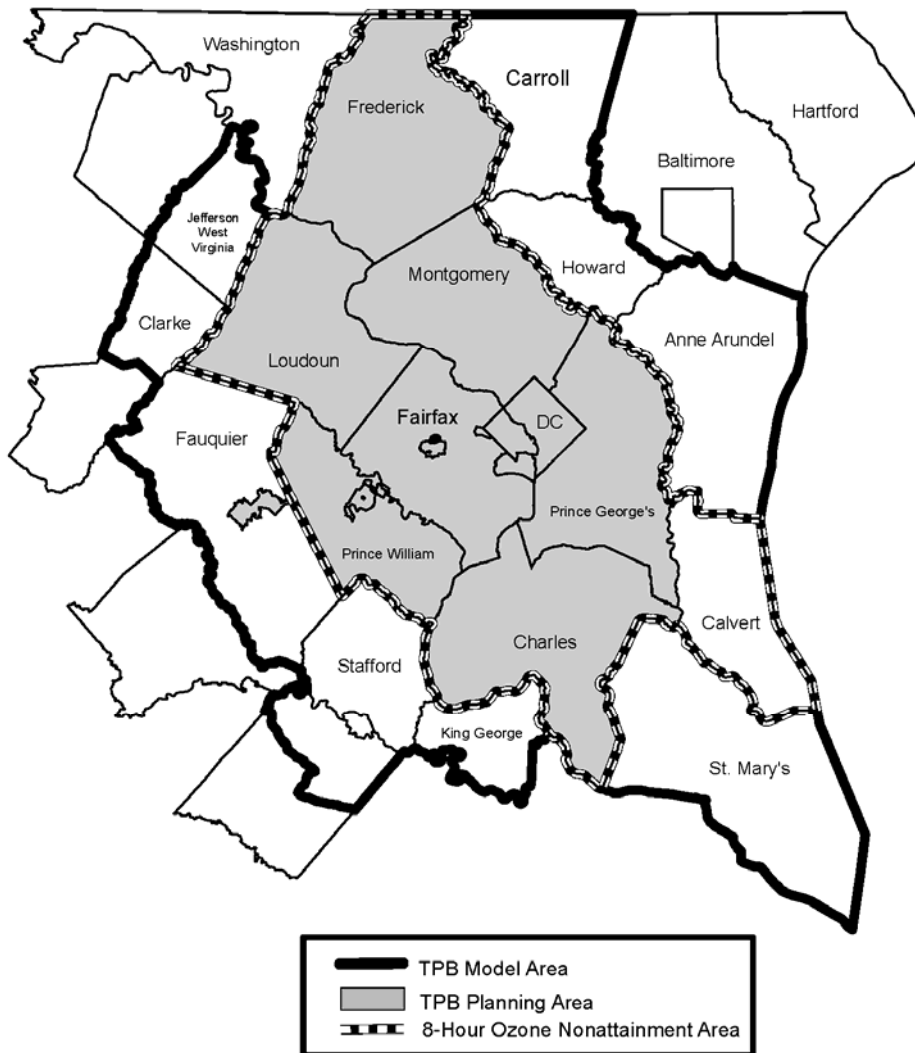 Washington
Carroll
Frederick
Hartford
Baltimore
Jefferson
West
Virginia
Montgomery
Howard
Clarke
Anne Arundel
Loudoun
Fairfax
DC
Fauquier
Prince George's
Prince William
Calvert
Charles
Stafford
King George
St. Mary's
TPB Model Area
TPB Planning Area
8-Hour Ozone Nonattainment Area